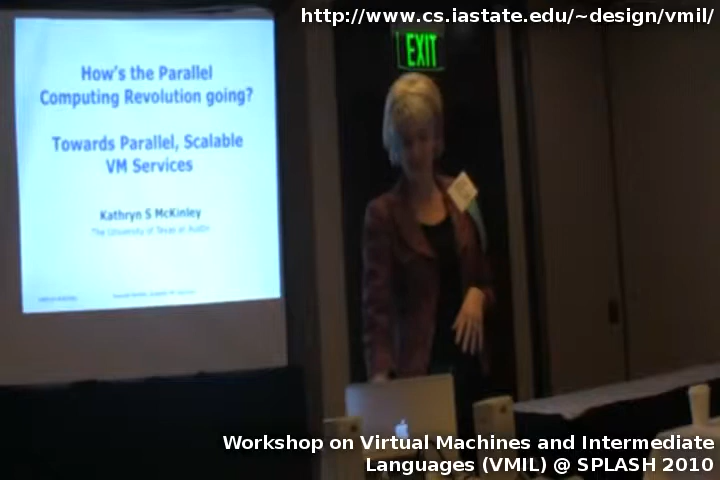 http://www.cs.iastate.edu/~design/vmil/
EXIT
How's the Parallel
Computing Revolution going?
Towards Parallel, Scalable
VM Services
Kathryn S McKinley
The University of Texas at Austin
Workshop on Virtual Machines and Intermediate
Languages (VMIL) @ SPLASH 2010